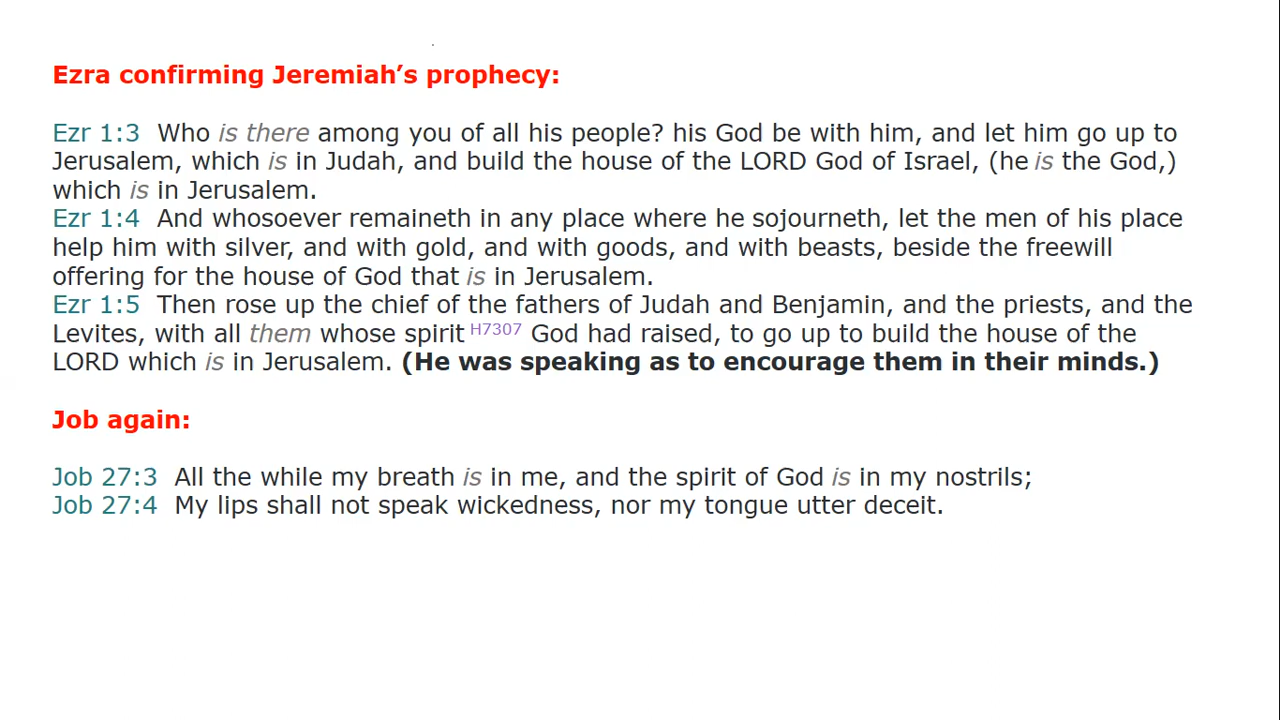 Ezra confirming Jeremiah’s prophecy:
Ezr 1:3 Who is there among you of all his people? his God be with him, and let him go up to
Jerusalem, which is in Judah, and build the house of the LORD God of Israel, (he is the God,)
which is in Jerusalem.
Ezr 1:4 And whosoever remaineth in any place where he sojourneth, let the men of his place
help him with silver, and with gold, and with goods, and with beasts, beside the freewill
offering for the house of God that is in Jerusalem.
Ezr 1:5 Then rose up the chief of the fathers of Judah and Benjamin, and the priests, and the
Levites, with all them whose spirit H7307 God had raised, to go up to build the house of the
LORD which is in Jerusalem. (He was speaking as to encourage them in their minds.)
Job again:
Job 27:3 All the while my breath is in me, and the spirit of God is in my nostrils;
Job 27:4 My lips shall not speak wickedness, nor my tongue utter deceit.